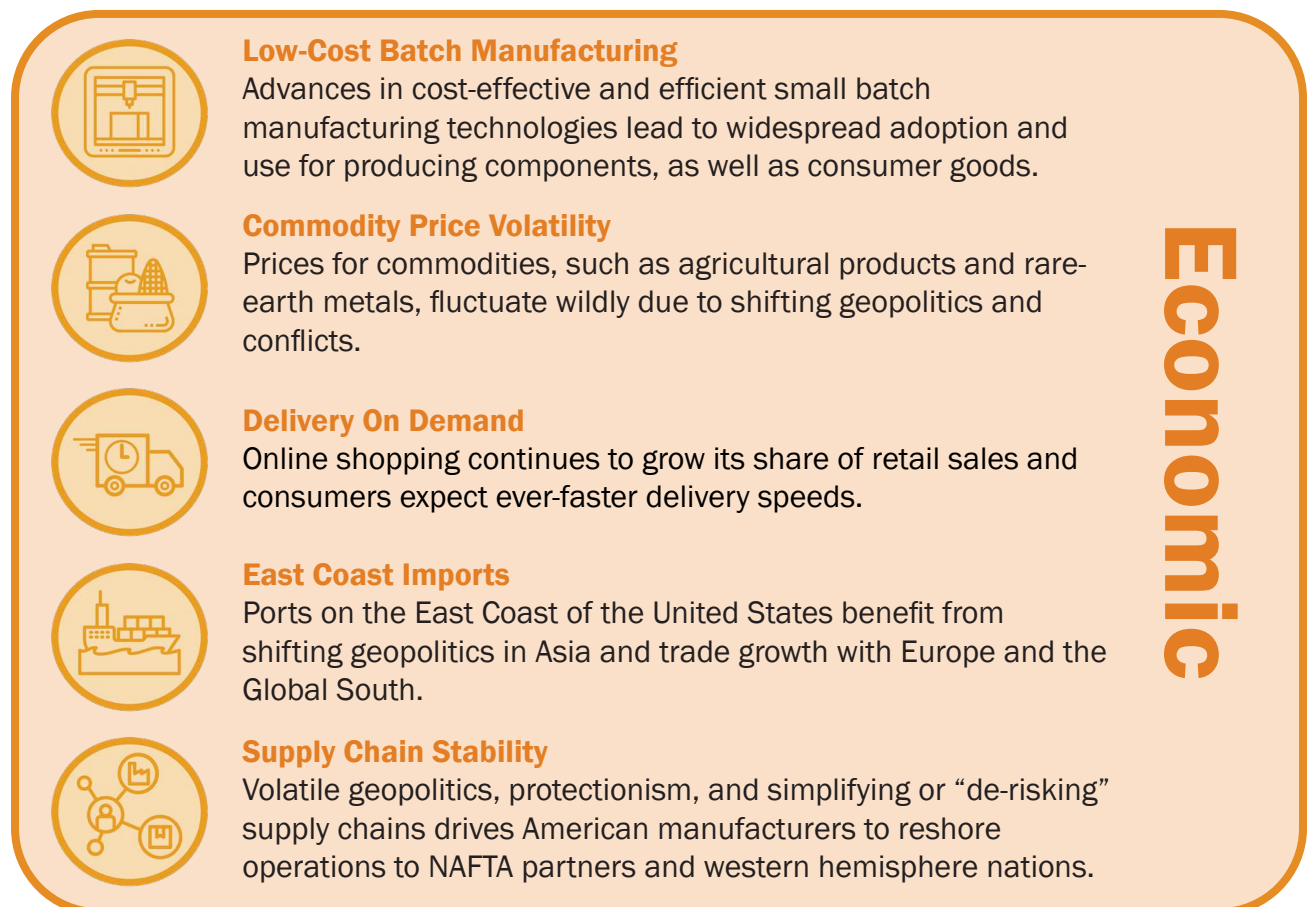 Low-Cost Batch Manufacturing
Advances in cost-effective and efficient small batch
manufacturing technologies lead to widespread adoption and
use for producing components, as well as consumer goods.
Commodity Price Volatility
Prices for commodities, such as agricultural products and rare-
earth metals, fluctuate wildly due to shifting geopolitics and
conflicts.
Delivery On Demand
Online shopping continues to grow its share of retail sales and
consumers expect ever-faster delivery speeds.
East Coast Imports
Ports on the East Coast of the United States benefit from
shifting geopolitics in Asia and trade growth with Europe and the
Global South.
Supply Chain Stability
Volatile geopolitics, protectionism, and simplifying or “de-risking”
supply chains drives American manufacturers to reshore
operations to NAFTA partners and western hemisphere nations.
Economic